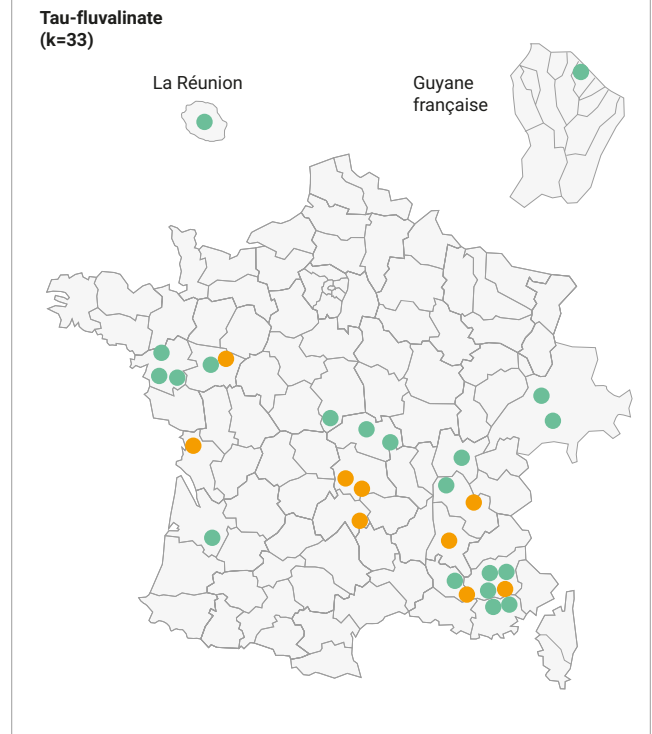 Tau-fluvalinate
(k=33)
La Réunion
Guyane
française